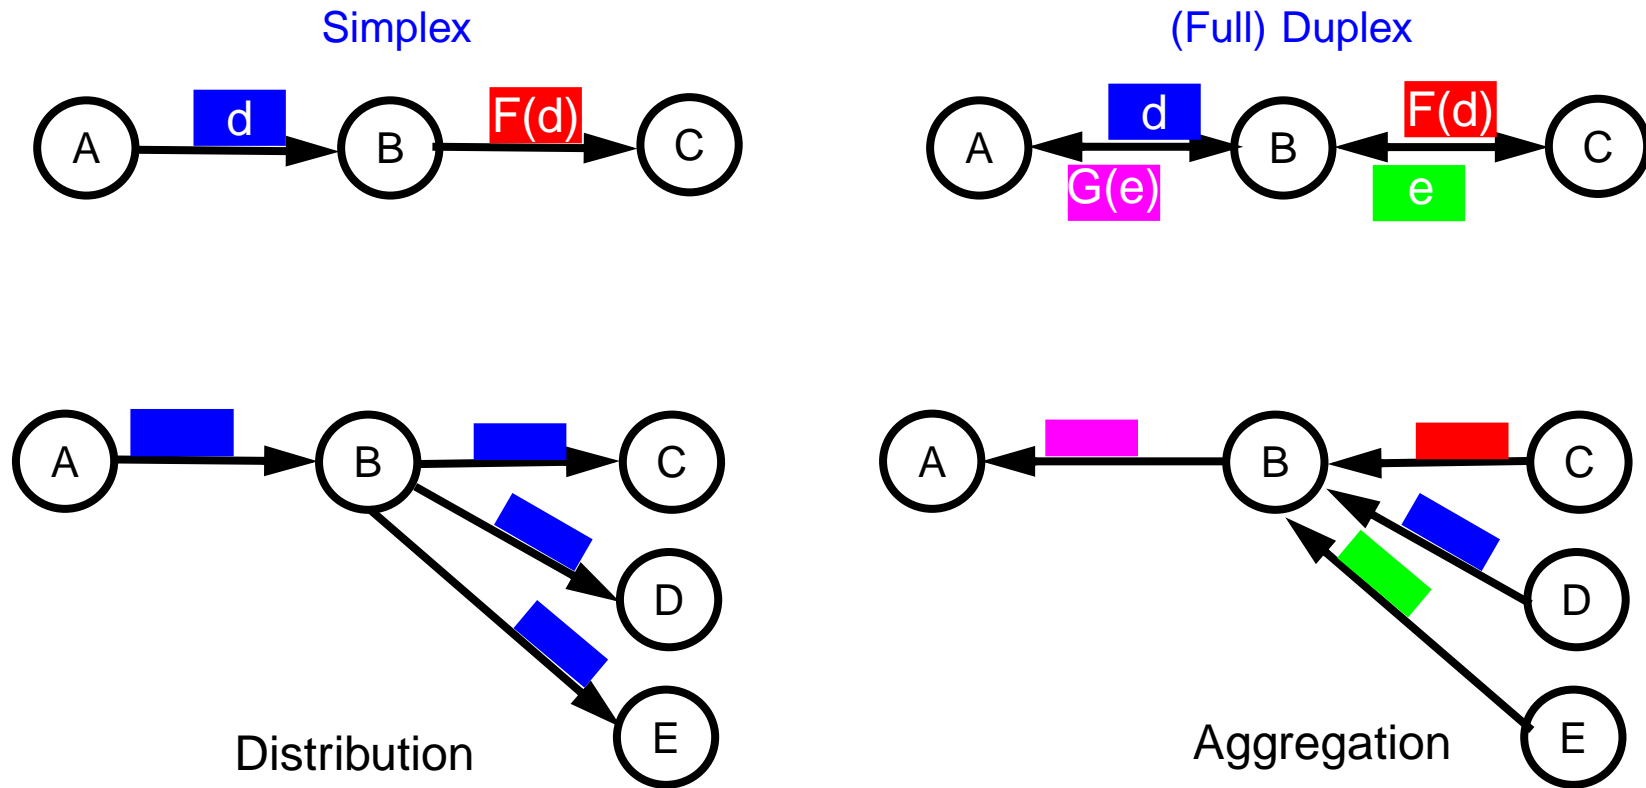 Simplex
(Full) Duplex
A d B F(d) C
A d B F(d) C
G(e) e
A B C
D
E
Distribution
A B C
D
E
Aggregation